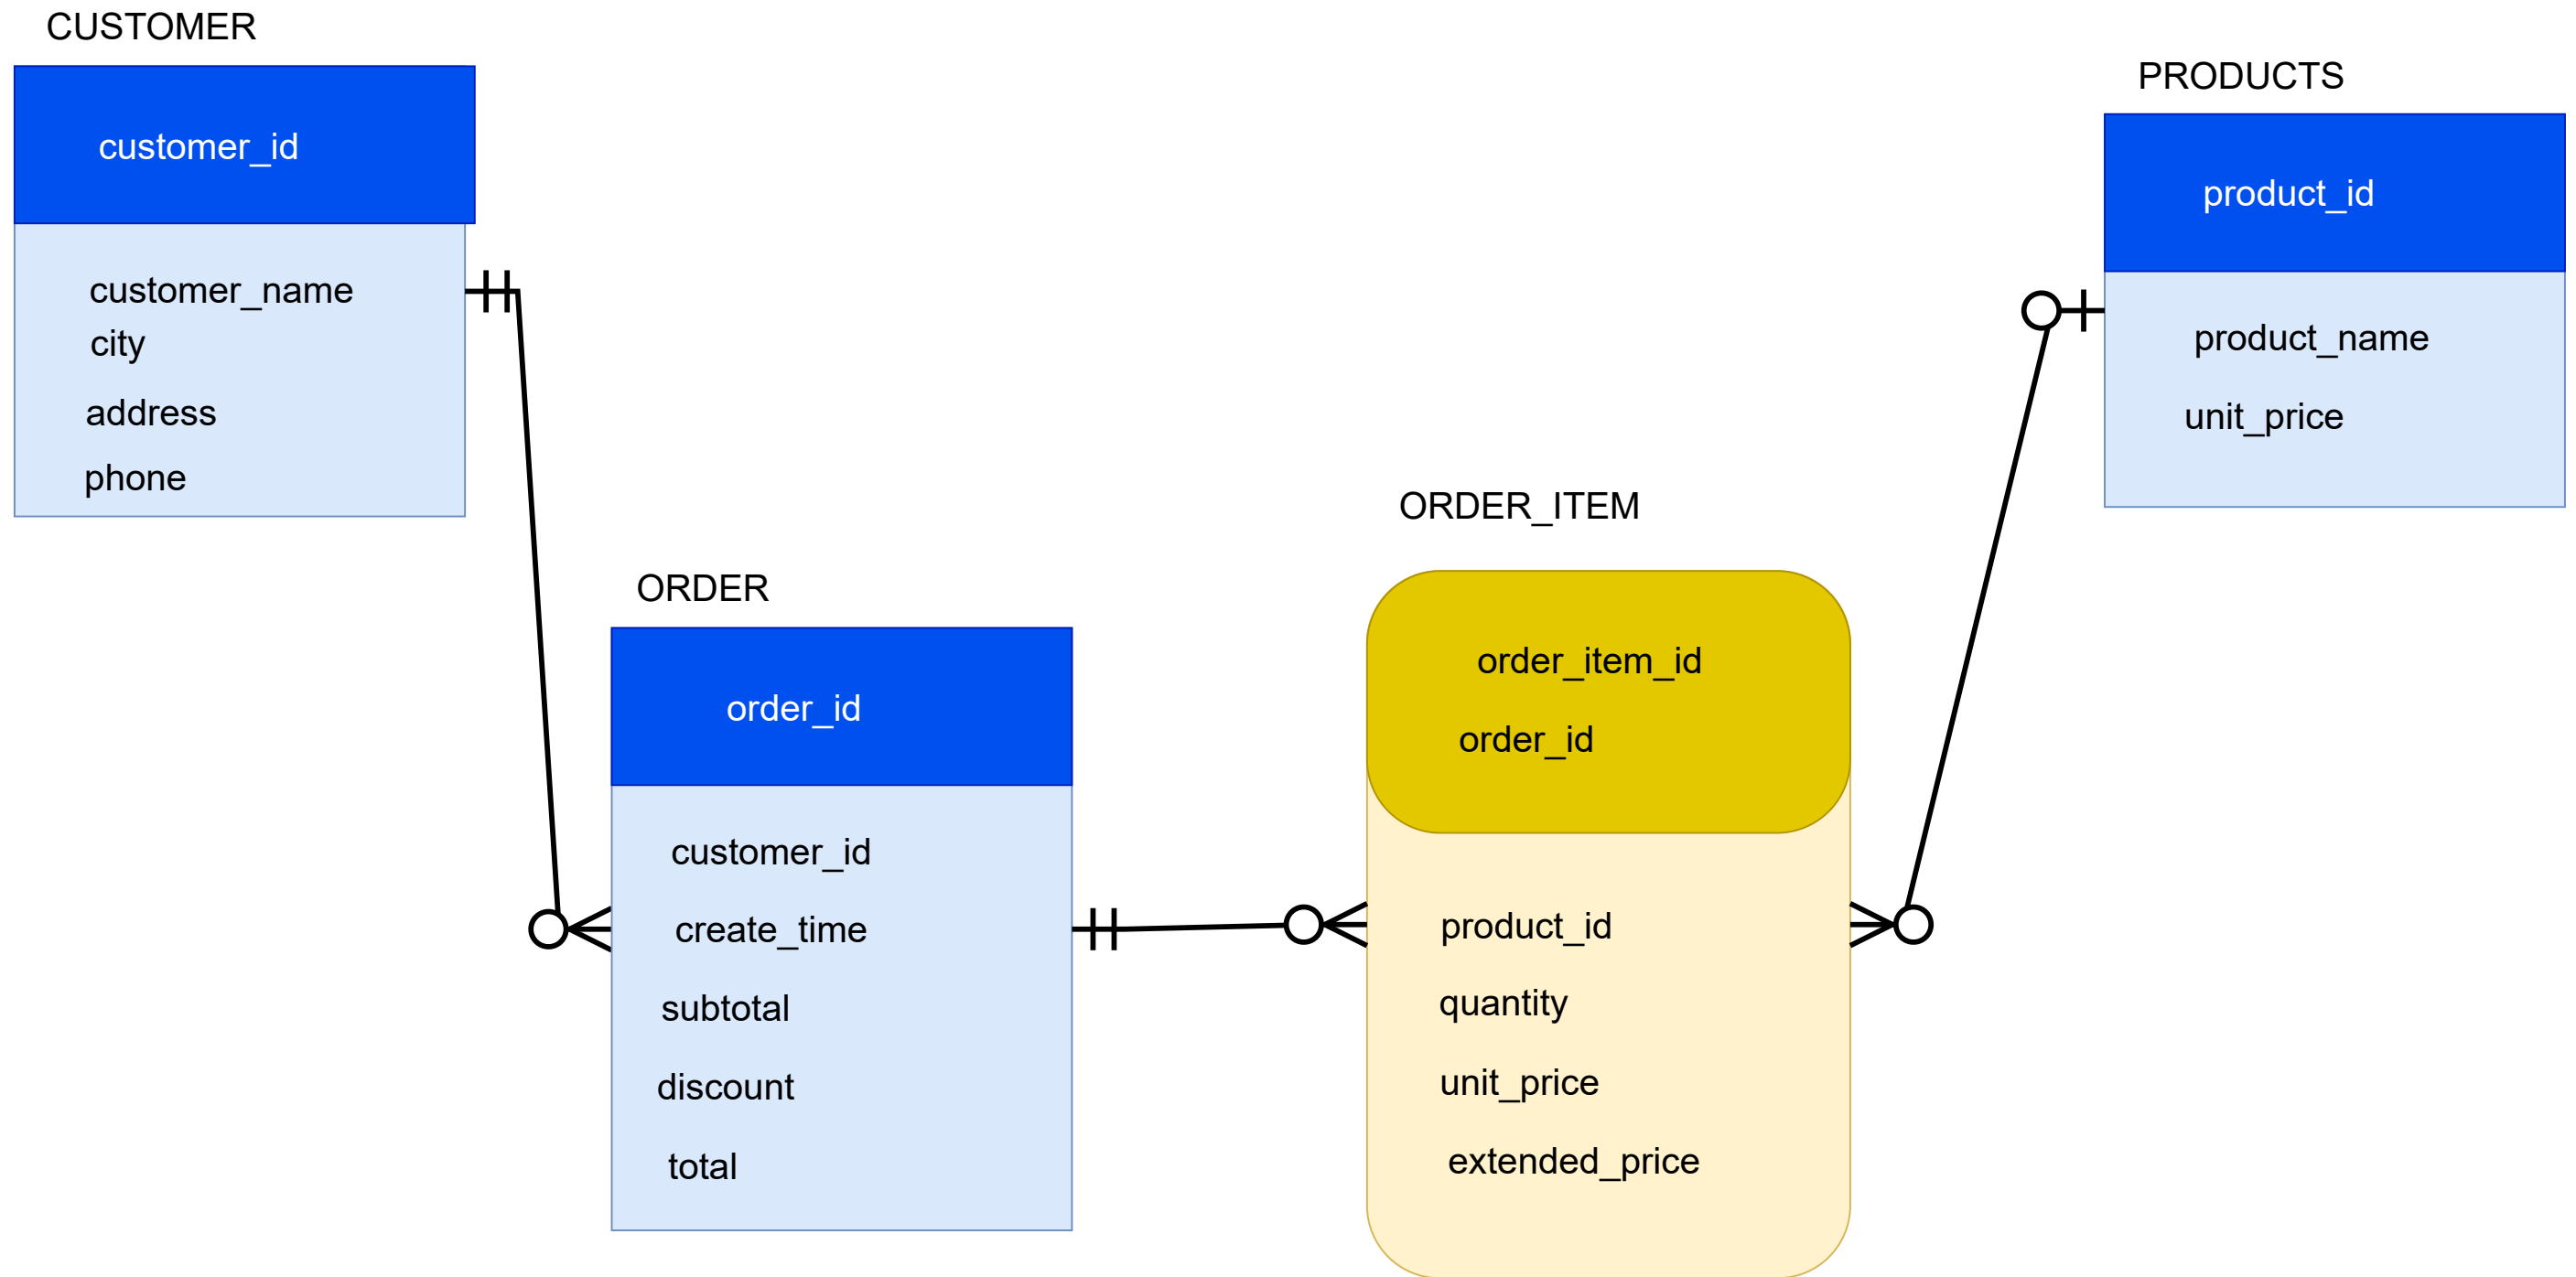 CUSTOMER
customer_id
customer_name
city
address
phone
ORDER
order_id
customer_id
create_time
subtotal
discount
total
ORDER_ITEM
order_item_id
order_id
product_id
quantity
unit_price
extended_price
PRODUCTS
product_id
product_name
unit_price